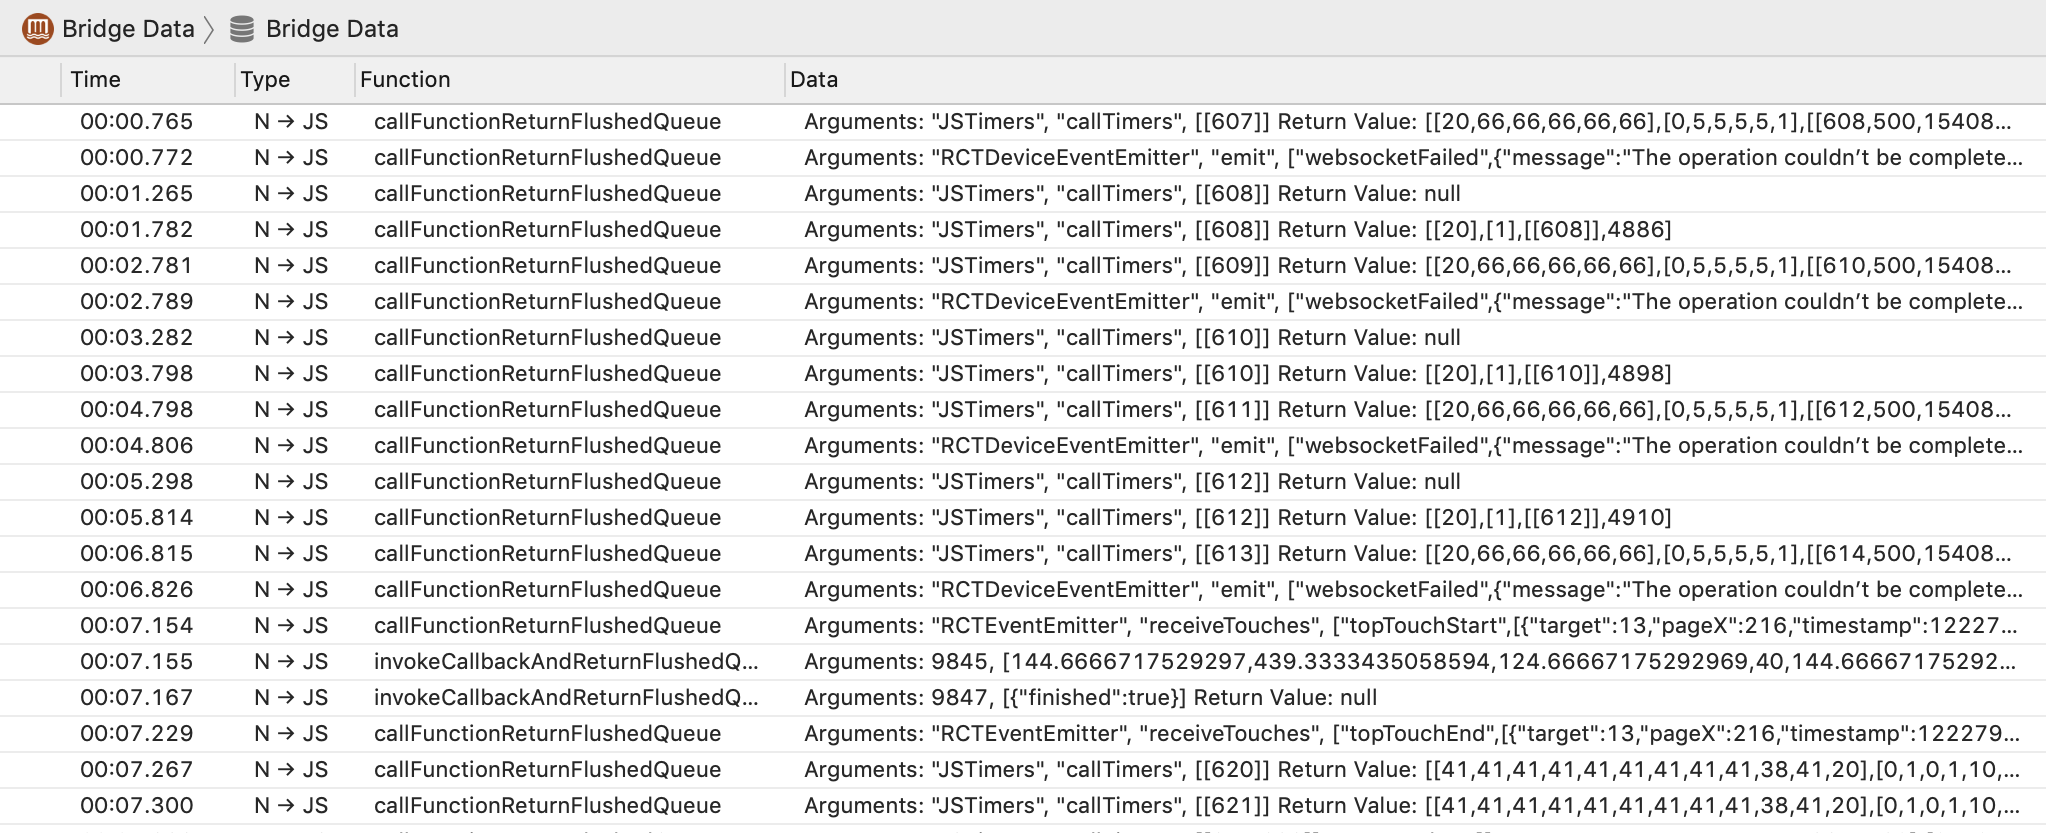 Bridge Data Bridge Data
Time Type Function Data
00:00.765 N → JS callFunctionReturnFlushedQueue Arguments: "JSTimers", "callTimers", [[607]] Return Value: [[20,66,66,66,66,66],[0,5,5,5,5,1],[[608,500,15408...
00:00.772 N → JS callFunctionReturnFlushedQueue Arguments: "RCTDeviceEventEmitter", "emit", ["websocketFailed",{"message":"The operation couldn’t be complete...
00:01.265 N → JS callFunctionReturnFlushedQueue Arguments: "JSTimers", "callTimers", [[608]] Return Value: null
00:01.782 N → JS callFunctionReturnFlushedQueue Arguments: "JSTimers", "callTimers", [[608]] Return Value: [[20],[1],[[608]],4886]
00:02.781 N → JS callFunctionReturnFlushedQueue Arguments: "JSTimers", "callTimers", [[609]] Return Value: [[20,66,66,66,66,66],[0,5,5,5,5,1],[[610,500,15408...
00:02.789 N → JS callFunctionReturnFlushedQueue Arguments: "RCTDeviceEventEmitter", "emit", ["websocketFailed",{"message":"The operation couldn’t be complete...
00:03.282 N → JS callFunctionReturnFlushedQueue Arguments: "JSTimers", "callTimers", [[610]] Return Value: null
00:03.798 N → JS callFunctionReturnFlushedQueue Arguments: "JSTimers", "callTimers", [[610]] Return Value: [[20],[1],[[610]],4898]
00:04.798 N → JS callFunctionReturnFlushedQueue Arguments: "JSTimers", "callTimers", [[611]] Return Value: [[20,66,66,66,66,66],[0,5,5,5,5,1],[[612,500,15408...
00:04.806 N → JS callFunctionReturnFlushedQueue Arguments: "RCTDeviceEventEmitter", "emit", ["websocketFailed",{"message":"The operation couldn’t be complete...
00:05.298 N → JS callFunctionReturnFlushedQueue Arguments: "JSTimers", "callTimers", [[612]] Return Value: null
00:05.814 N → JS callFunctionReturnFlushedQueue Arguments: "JSTimers", "callTimers", [[612]] Return Value: [[20],[1],[[612]],4910]
00:06.815 N → JS callFunctionReturnFlushedQueue Arguments: "JSTimers", "callTimers", [[613]] Return Value: [[20,66,66,66,66,66],[0,5,5,5,5,1],[[614,500,15408...
00:06.826 N → JS callFunctionReturnFlushedQueue Arguments: "RCTDeviceEventEmitter", "emit", ["websocketFailed",{"message":"The operation couldn’t be complete...
00:07.154 N → JS callFunctionReturnFlushedQueue Arguments: "RCTEventEmitter", "receiveTouches", ["topTouchStart",[{"target":13,"pageX":216,"timestamp":12227...
00:07.155 N → JS invokeCallbackAndReturnFlushedQ... Arguments: 9845, [144.6666717529297,439.3333435058594,124.66667175292969,40,144.66667175292...
00:07.167 N → JS invokeCallbackAndReturnFlushedQ... Arguments: 9847, [{"finished":true}] Return Value: null
00:07.229 N → JS callFunctionReturnFlushedQueue Arguments: "RCTEventEmitter", "receiveTouches", ["topTouchEnd",[{"target":13,"pageX":216,"timestamp":122279...
00:07.267 N → JS callFunctionReturnFlushedQueue Arguments: "JSTimers", "callTimers", [[620]] Return Value: [[41,41,41,41,41,41,41,41,41,38,41,20],[0,1,0,1,10,...
00:07.300 N → JS callFunctionReturnFlushedQueue Arguments: "JSTimers", "callTimers", [[621]] Return Value: [[41,41,41,41,41,41,41,41,41,38,41,20],[0,1,0,1,10,...